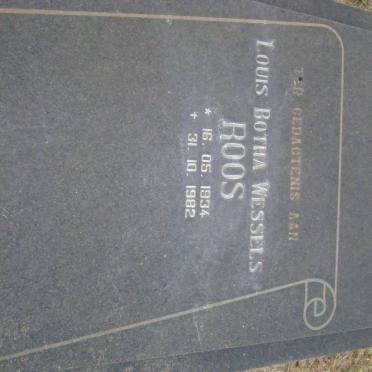 TER GEDAGTENIS AAN
LOUIS BOTHA WESSELS
ROOS
* 16. 05. 1934
✝ 31. 10. 1982